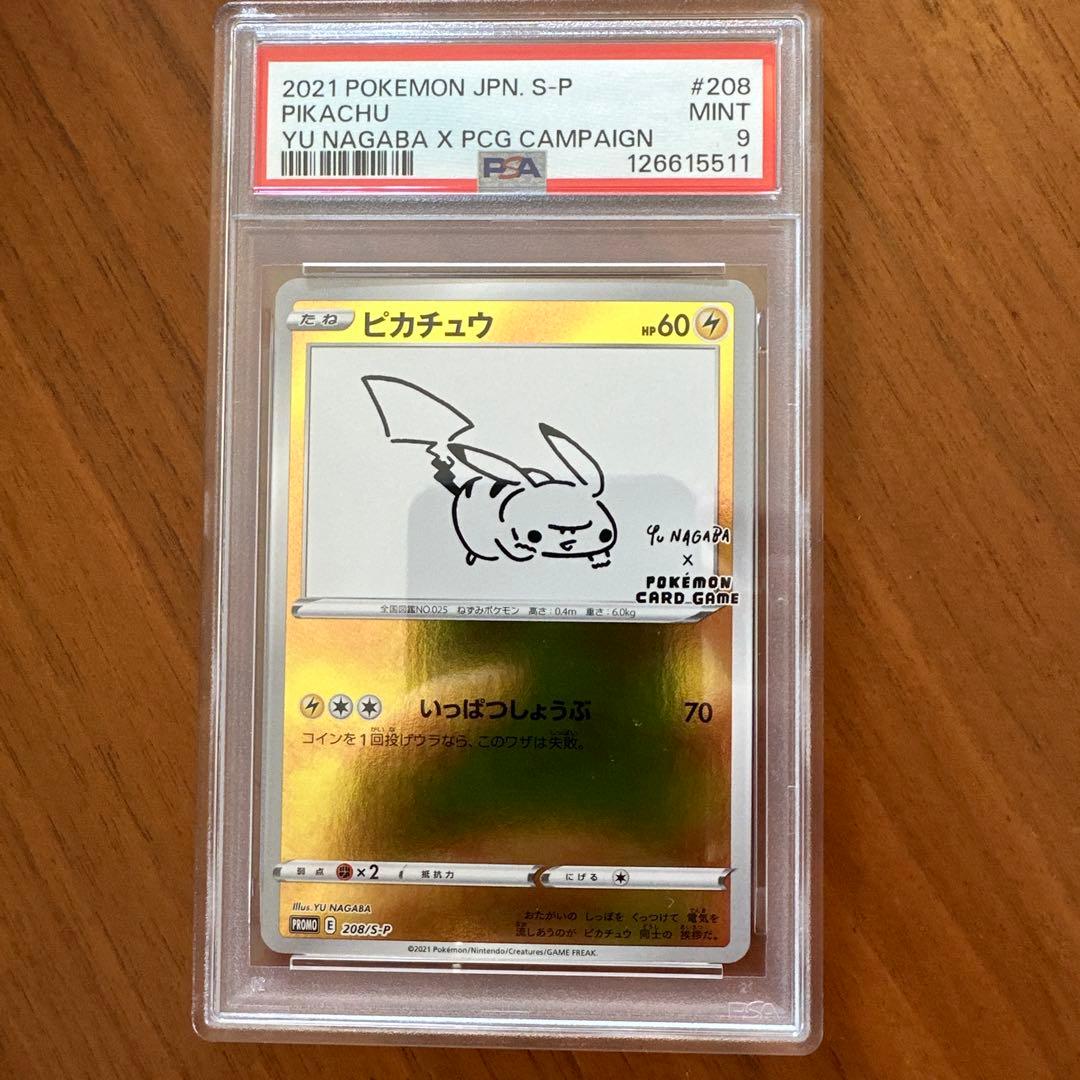 2021 POKEMON JPN. S-P #208
PIKACHU MINT
YU NAGABA X PCG CAMPAIGN 9
PSA 126615511
たね ピカチュウ HP60
Yu NAGABA
×
POKÉMON
CARD GAME
全国図鑑NO.025 ねずみポケモン 高さ:0.4m 重さ:6.0kg
いっぱつしょうぶ 70
コインを1回投げウラなら、このワザは失敗。
弱点 ×2 抵抗力 にげる
Illus. YU NAGABA
PROMO E 208/S-P
おたがいの しっぽを くっつけて 電気を
流しあうのが ピカチュウ 同士の 挨拶だ。
©2021 Pokémon/Nintendo/Creatures/GAME FREAK.
PSA